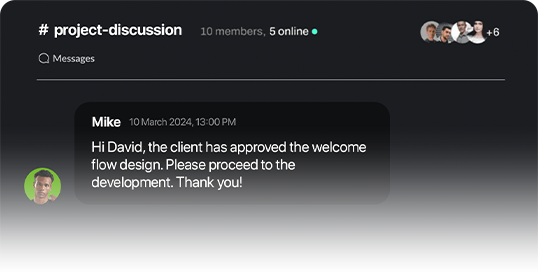 # project-discussion 10 members, 5 online +6
Messages
Mike 10 March 2024, 13:00 PM
Hi David, the client has approved the welcome
flow design. Please proceed to the
development. Thank you!